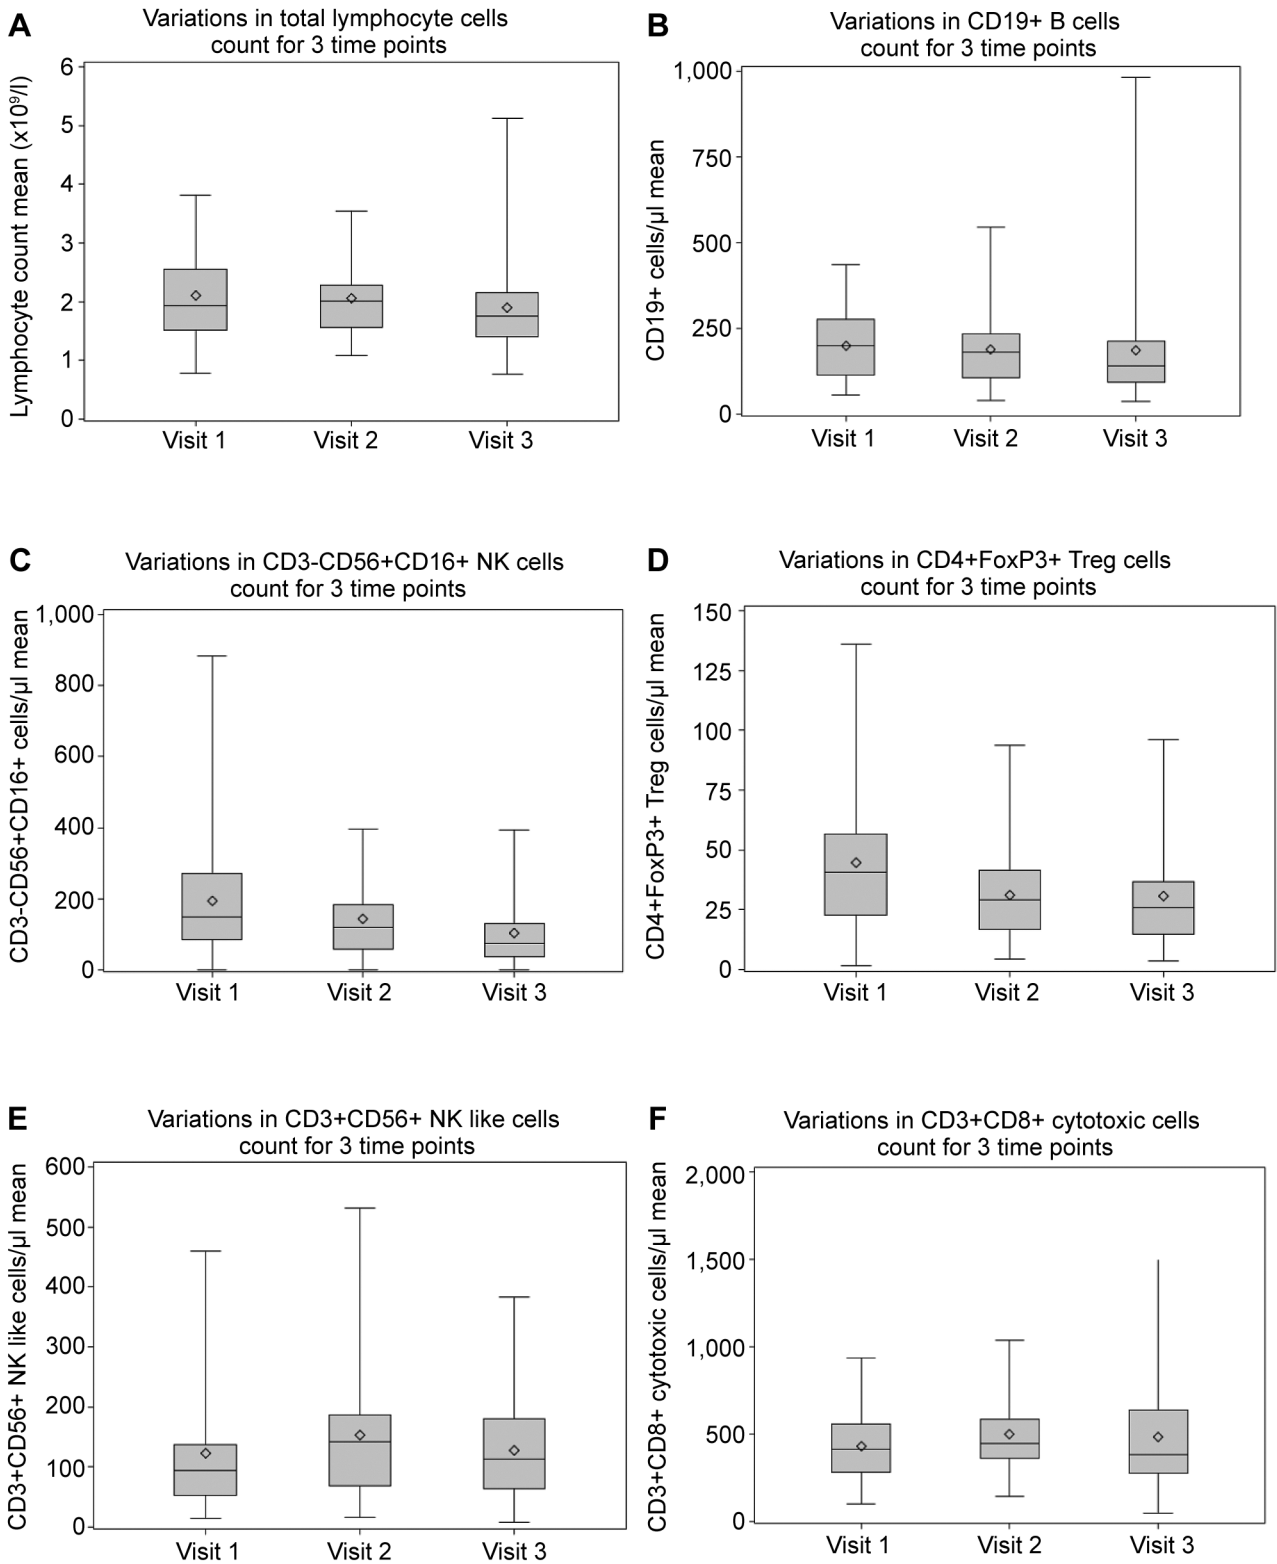 A
Variations in total lymphocyte cells
count for 3 time points
Lymphocyte count mean (x10⁹/l)
6
5
4
3
2
1
0
Visit 1
Visit 2
Visit 3
B
Variations in CD19+ B cells
count for 3 time points
CD19+ cells/µl mean
1,000
750
500
250
0
Visit 1
Visit 2
Visit 3
C
Variations in CD3-CD56+CD16+ NK cells
count for 3 time points
CD3-CD56+CD16+ cells/µl mean
1,000
800
600
400
200
0
Visit 1
Visit 2
Visit 3
D
Variations in CD4+FoxP3+ Treg cells
count for 3 time points
CD4+FoxP3+ Treg cells/µl mean
150
125
100
75
50
25
0
Visit 1
Visit 2
Visit 3
E
Variations in CD3+CD56+ NK like cells
count for 3 time points
CD3+CD56+ NK like cells/µl mean
600
500
400
300
200
100
0
Visit 1
Visit 2
Visit 3
F
Variations in CD3+CD8+ cytotoxic cells
count for 3 time points
CD3+CD8+ cytotoxic cells/µl mean
2,000
1,500
1,000
500
0
Visit 1
Visit 2
Visit 3